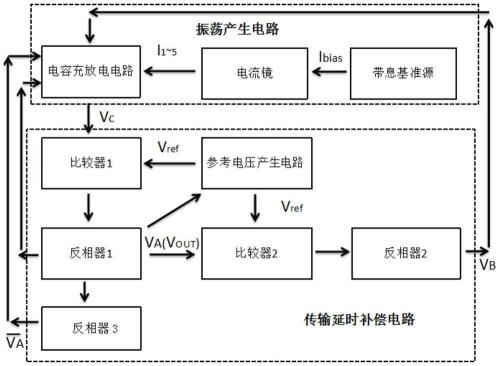 振荡产生电路
电容充放电电路
I1~5
电流镜
Ibias
带息基准源
VC
比较器1
Vref
参考电压产生电路
Vref
反相器1
VA(VOUT)
比较器2
反相器2
VB
V̅A
反相器3
传输延时补偿电路